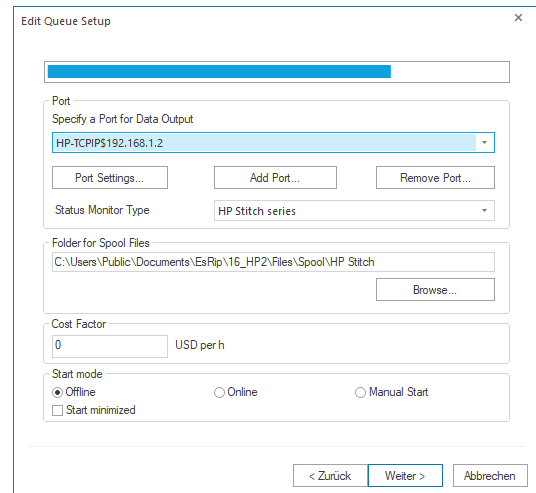 Edit Queue Setup
Port
Specify a Port for Data Output
HP-TCPIP$192.168.1.2
Port Settings...
Add Port...
Remove Port...
Status Monitor Type
HP Stitch series
Folder for Spool Files
C:\Users\Public\Documents\EsRip\16_HP2\Files\Spool\HP Stitch
Browse...
Cost Factor
0
USD per h
Start mode
Offline
Online
Manual Start
Start minimized
< Zurück
Weiter >
Abbrechen